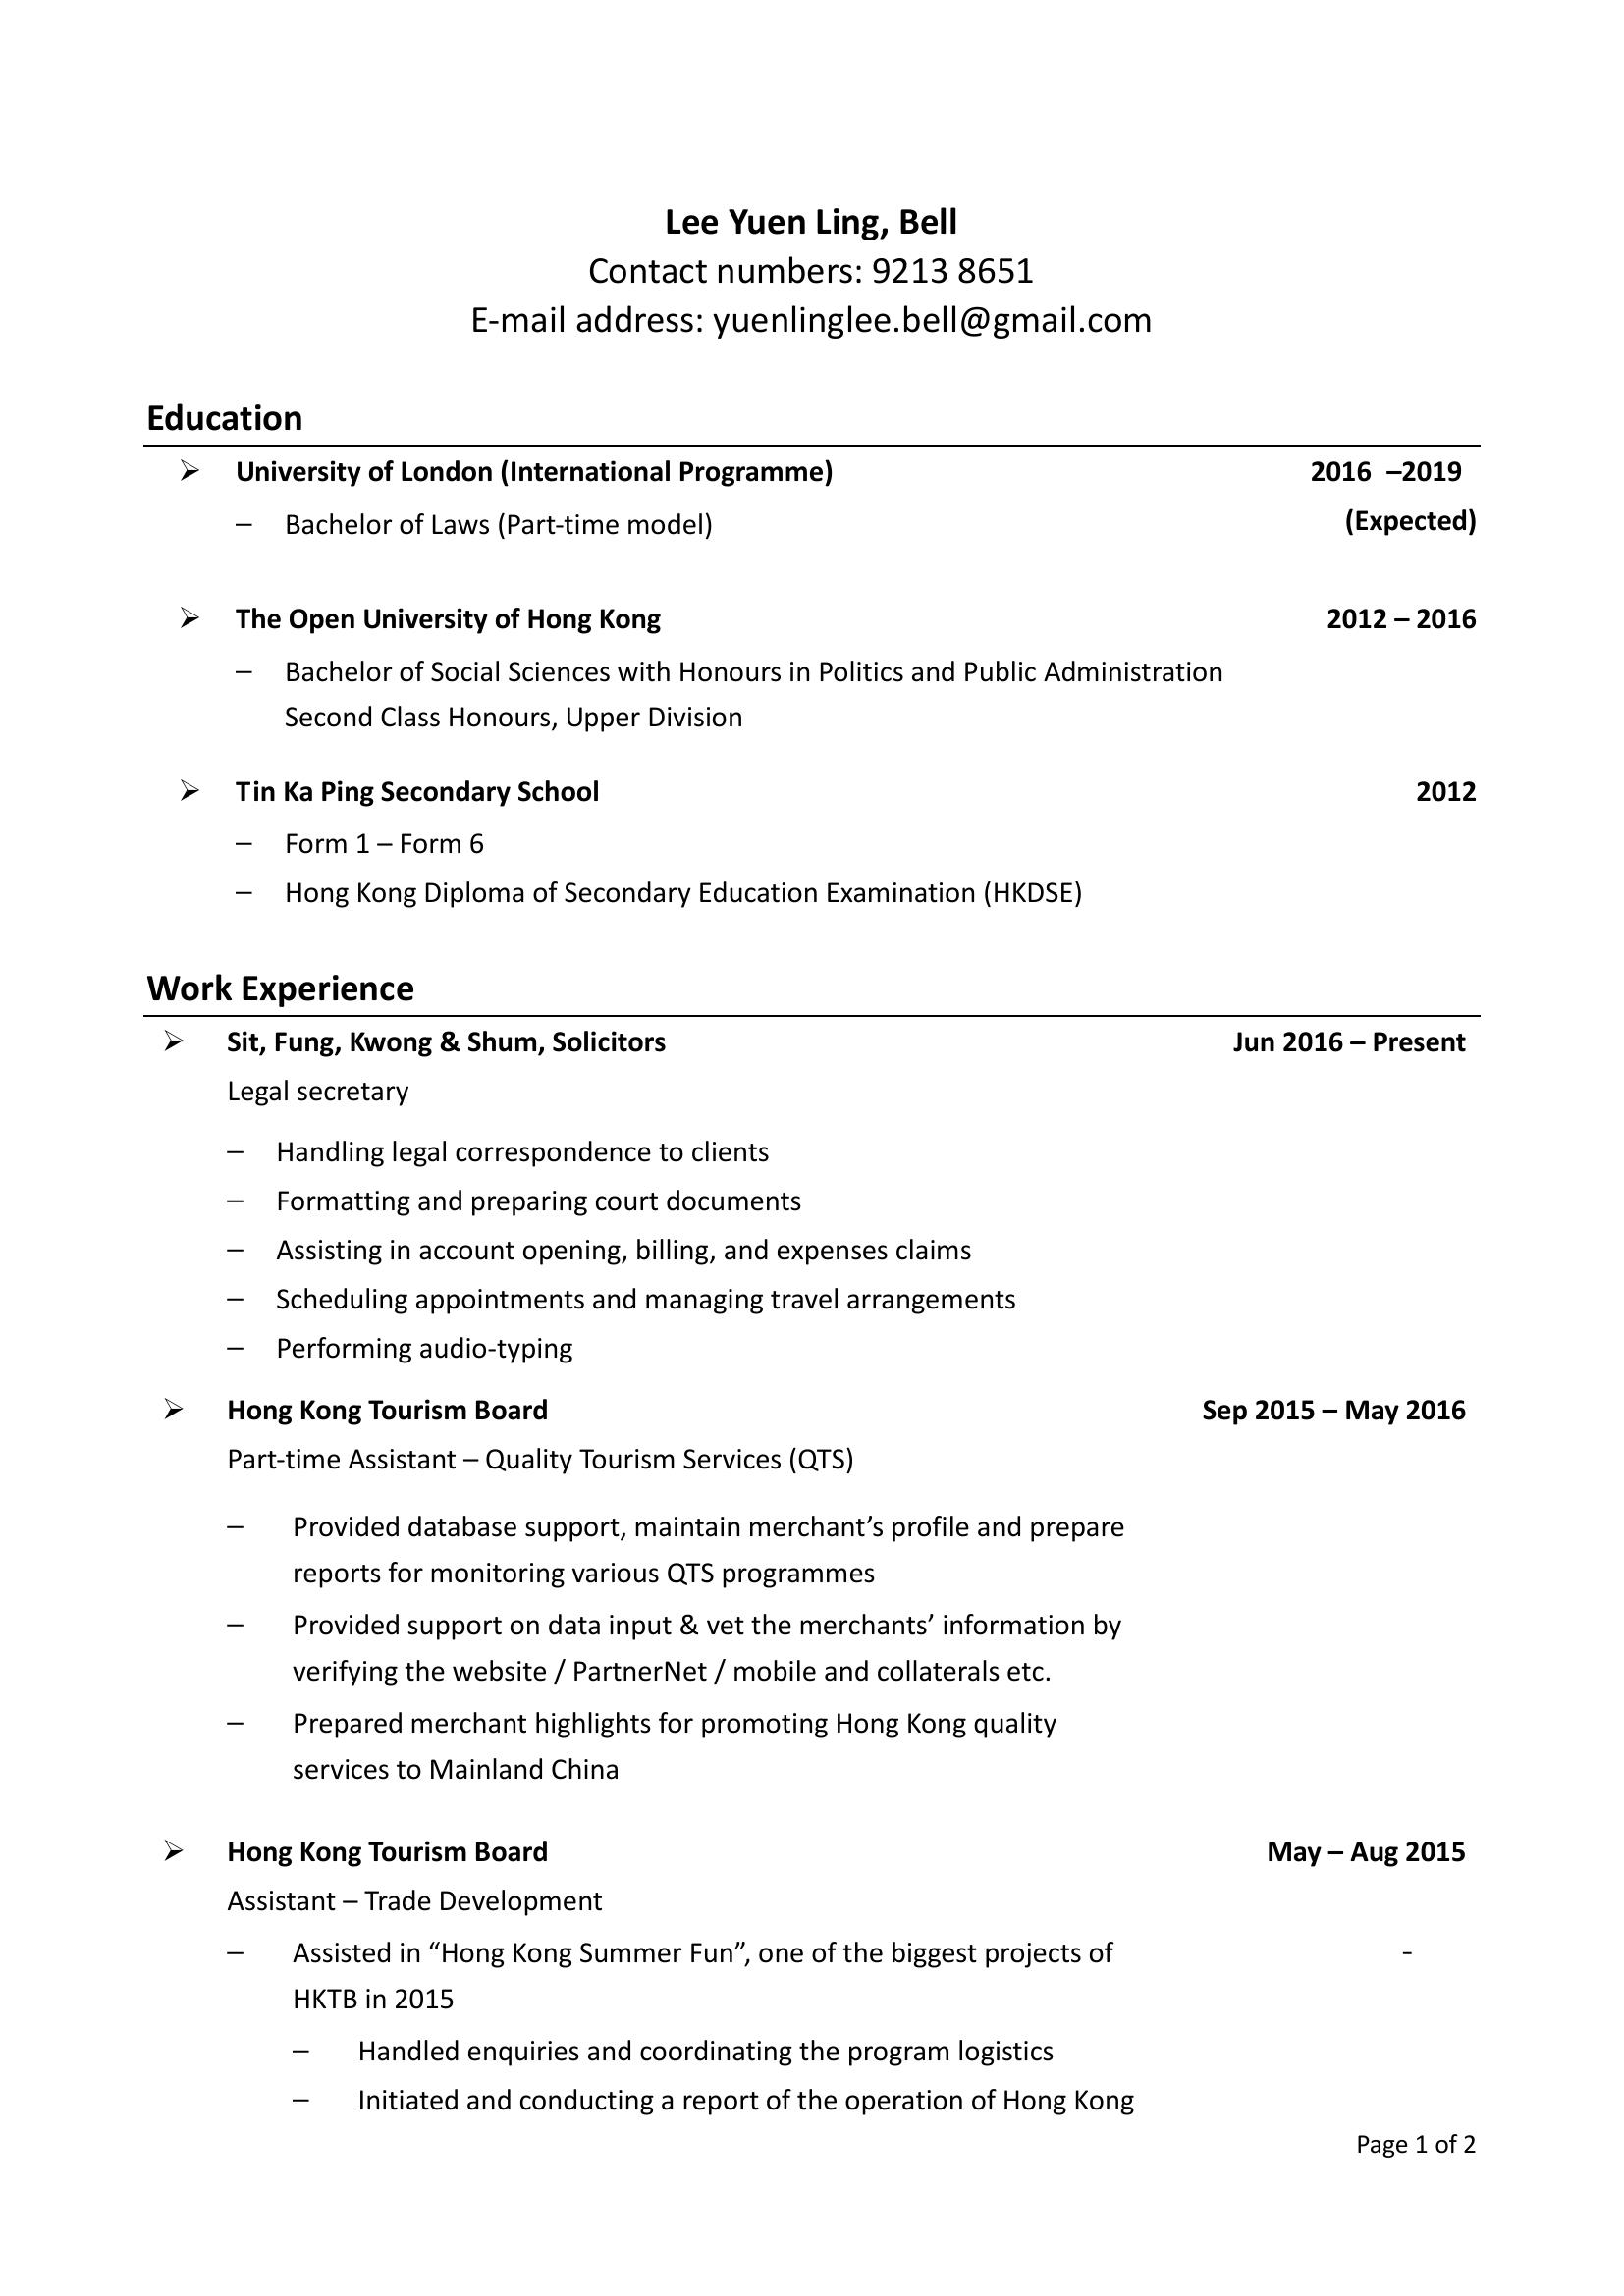 Lee Yuen Ling, Bell
Contact numbers: 9213 8651
E-mail address: yuenlinglee.bell@gmail.com
Education
➢ University of London (International Programme) 2016 –2019
– Bachelor of Laws (Part-time model) (Expected)
➢ The Open University of Hong Kong 2012 – 2016
– Bachelor of Social Sciences with Honours in Politics and Public Administration
Second Class Honours, Upper Division
➢ Tin Ka Ping Secondary School 2012
– Form 1 – Form 6
– Hong Kong Diploma of Secondary Education Examination (HKDSE)
Work Experience
➢ Sit, Fung, Kwong & Shum, Solicitors Jun 2016 – Present
Legal secretary
– Handling legal correspondence to clients
– Formatting and preparing court documents
– Assisting in account opening, billing, and expenses claims
– Scheduling appointments and managing travel arrangements
– Performing audio-typing
➢ Hong Kong Tourism Board Sep 2015 – May 2016
Part-time Assistant – Quality Tourism Services (QTS)
– Provided database support, maintain merchant’s profile and prepare
reports for monitoring various QTS programmes
– Provided support on data input & vet the merchants’ information by
verifying the website / PartnerNet / mobile and collaterals etc.
– Prepared merchant highlights for promoting Hong Kong quality
services to Mainland China
➢ Hong Kong Tourism Board May – Aug 2015
Assistant – Trade Development
– Assisted in “Hong Kong Summer Fun”, one of the biggest projects of -
HKTB in 2015
– Handled enquiries and coordinating the program logistics
– Initiated and conducting a report of the operation of Hong Kong
Page 1 of 2